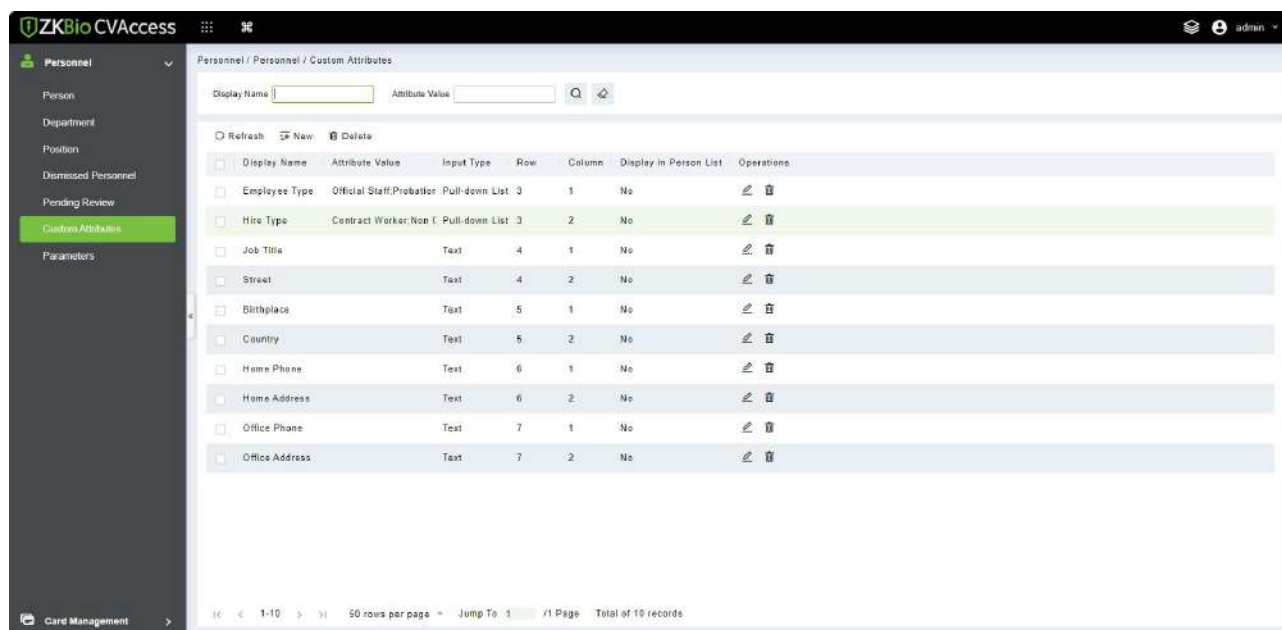 ZKBio CVAccess
admin
Personnel
Person
Department
Position
Dismissed Personnel
Pending Review
Custom Attributes
Parameters
Card Management
Personnel / Personnel / Custom Attributes
Display Name Attribute Value
Refresh New Delete
Display Name Attribute Value Input Type Row Column Display in Person List Operations
Employee Type Official Staff;Probation Pull-down List 3 1 No
Hire Type Contract Worker;Non C Pull-down List 3 2 No
Job Title Text 4 1 No
Street Text 4 2 No
Birthplace Text 5 1 No
Country Text 5 2 No
Home Phone Text 6 1 No
Home Address Text 6 2 No
Office Phone Text 7 1 No
Office Address Text 7 2 No
1-10 50 rows per page Jump To 1 /1 Page Total of 10 records